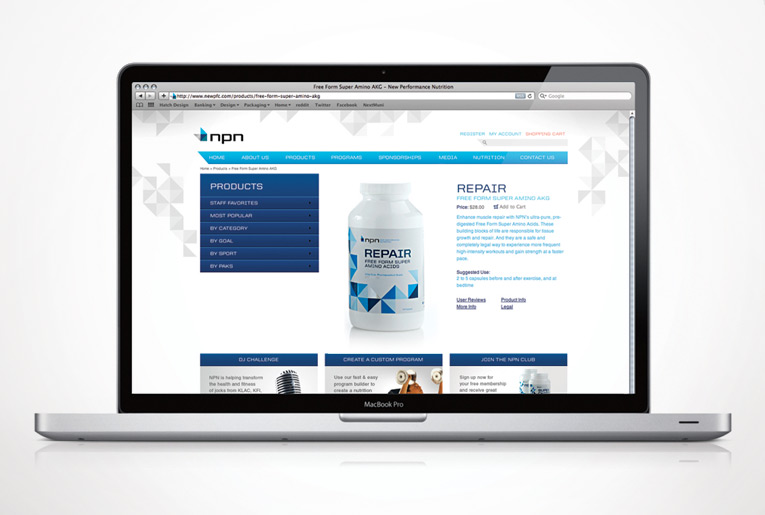 Free Form Super Amino AKG – New Performance Nutrition
http://www.newpfc.com/products/free-form-super-amino-akg
Google
Hatch Design Banking Design Packaging Home reddit Twitter Facebook NextMoni
npn
REGISTER MY ACCOUNT SHOPPING CART
HOME ABOUT US PRODUCTS PROGRAMS SPONSORSHIPS MEDIA NUTRITION CONTACT US
Home » Products » Free Form Super Amino AKG
PRODUCTS
STAFF FAVORITES
MOST POPULAR
BY CATEGORY
BY GOAL
BY SPORT
BY PAKS
npn
REPAIR
FREE FORM SUPER
AMINO ACIDS
REPAIR
FREE FORM SUPER AMINO AKG
Price: $28.00 Add to Cart
Enhance muscle repair with NPN's ultra-pure, pre-
digested Free Form Super Amino Acids. These
building blocks of life are responsible for tissue
growth and repair. And they are a safe and
completely legal way to experience more frequent
high intensity workouts and gain strength at a faster
pace.
Suggested Use:
2 to 5 capsules before and after exercise, and at
bedtime
User Reviews Product Info
More Info Legal
DJ CHALLENGE
NPN is helping transform
the health and fitness
of jocks from KLAC, KFI,
CREATE A CUSTOM PROGRAM
Use our fast & easy
program builder to
create a nutrition
JOIN THE NPN CLUB
Sign-up now for
your free membership
and receive great
MacBook Pro